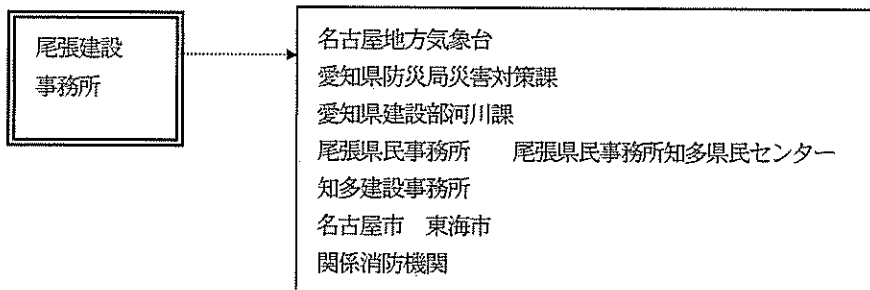 尾張建設
事務所
名古屋地方気象台
愛知県防災局災害対策課
愛知県建設部河川課
尾張県民事務所　　尾張県民事務所知多県民センター
知多建設事務所
名古屋市　東海市
関係消防機関